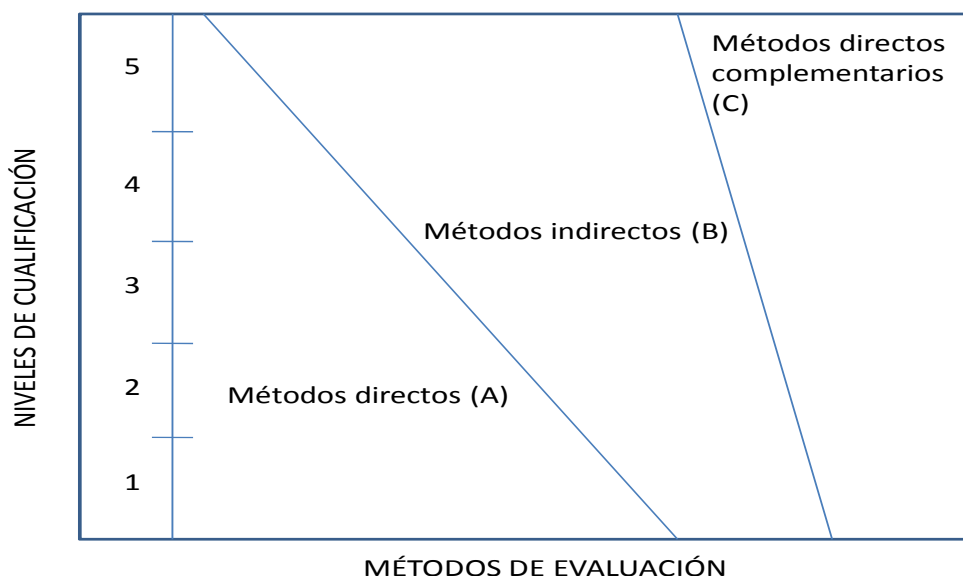 NIVELES DE CUALIFICACIÓN
5
4
3
2
1
Métodos directos
complementarios
(C)
Métodos indirectos (B)
Métodos directos (A)
MÉTODOS DE EVALUACIÓN